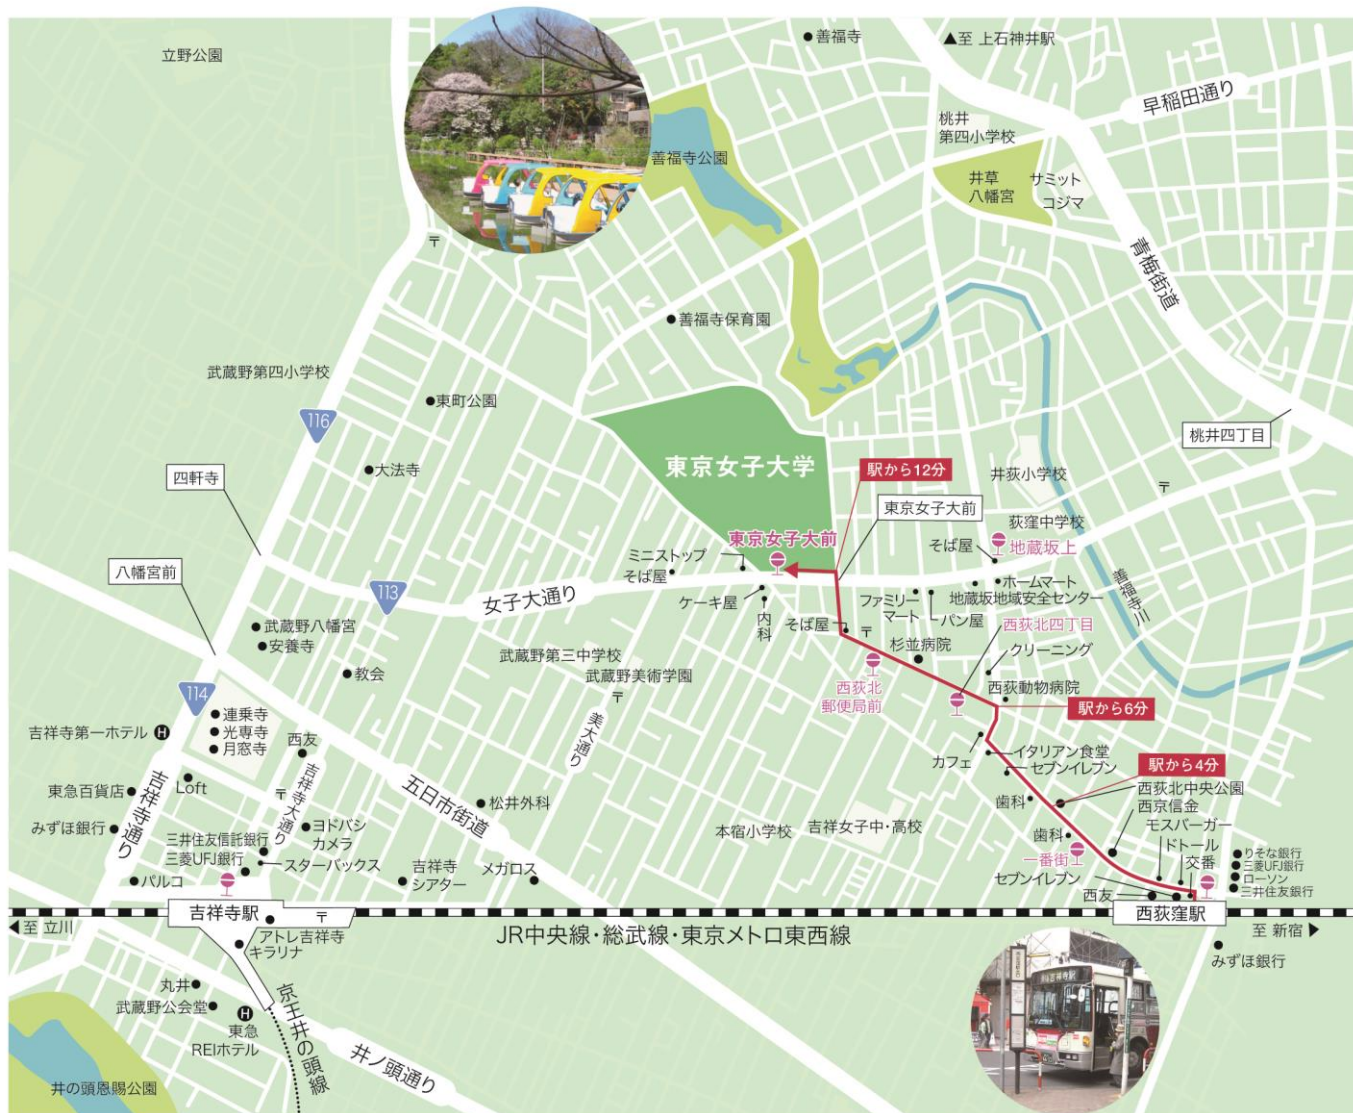 立野公園
善福寺
▲至 上石神井駅
早稲田通り
桃井
第四小学校
善福寺公園
井草
八幡宮
サミット
コジマ
〒
青梅街道
善福寺保育園
武蔵野第四小学校
東町公園
116
桃井四丁目
四軒寺
大法寺
東京女子大学
駅から12分
井荻小学校
〒
東京女子大前
荻窪中学校
東京女子大前
そば屋
地蔵坂上
ミニストップ
そば屋
八幡宮前
113
女子大通り
ケーキ屋
内科
ファミリー
マート
パン屋
ホームマート
地蔵坂地域安全センター
善福寺川
武蔵野八幡宮
安養寺
そば屋
〒
西荻北四丁目
杉並病院
クリーニング
武蔵野第三中学校
武蔵野美術学園
〒
教会
西荻北
郵便局前
西荻動物病院
114
連乗寺
光専寺
月窓寺
駅から6分
吉祥寺第一ホテル
H
西友
美大通り
カフェ
イタリアン食堂
セブンイレブン
駅から4分
東急百貨店
Loft
〒
吉祥寺大通り
五日市街道
松井外科
歯科
西荻北中央公園
西京信金
みずほ銀行
吉祥寺通り
ヨドバシ
カメラ
本宿小学校
吉祥女子中・高校
歯科
モスバーガー
ドトール
交番
三井住友信託銀行
三菱UFJ銀行
スターバックス
一番街
セブンイレブン
りそな銀行
三菱UFJ銀行
ローソン
三井住友銀行
パルコ
吉祥寺
シアター
メガロス
西友
吉祥寺駅
〒
西荻窪駅
◀至 立川
JR中央線・総武線・東京メトロ東西線
至 新宿▶
アトレ吉祥寺
キラリナ
みずほ銀行
丸井
武蔵野公会堂
H
東急
REIホテル
京王井の頭線
井ノ頭通り
井の頭恩賜公園